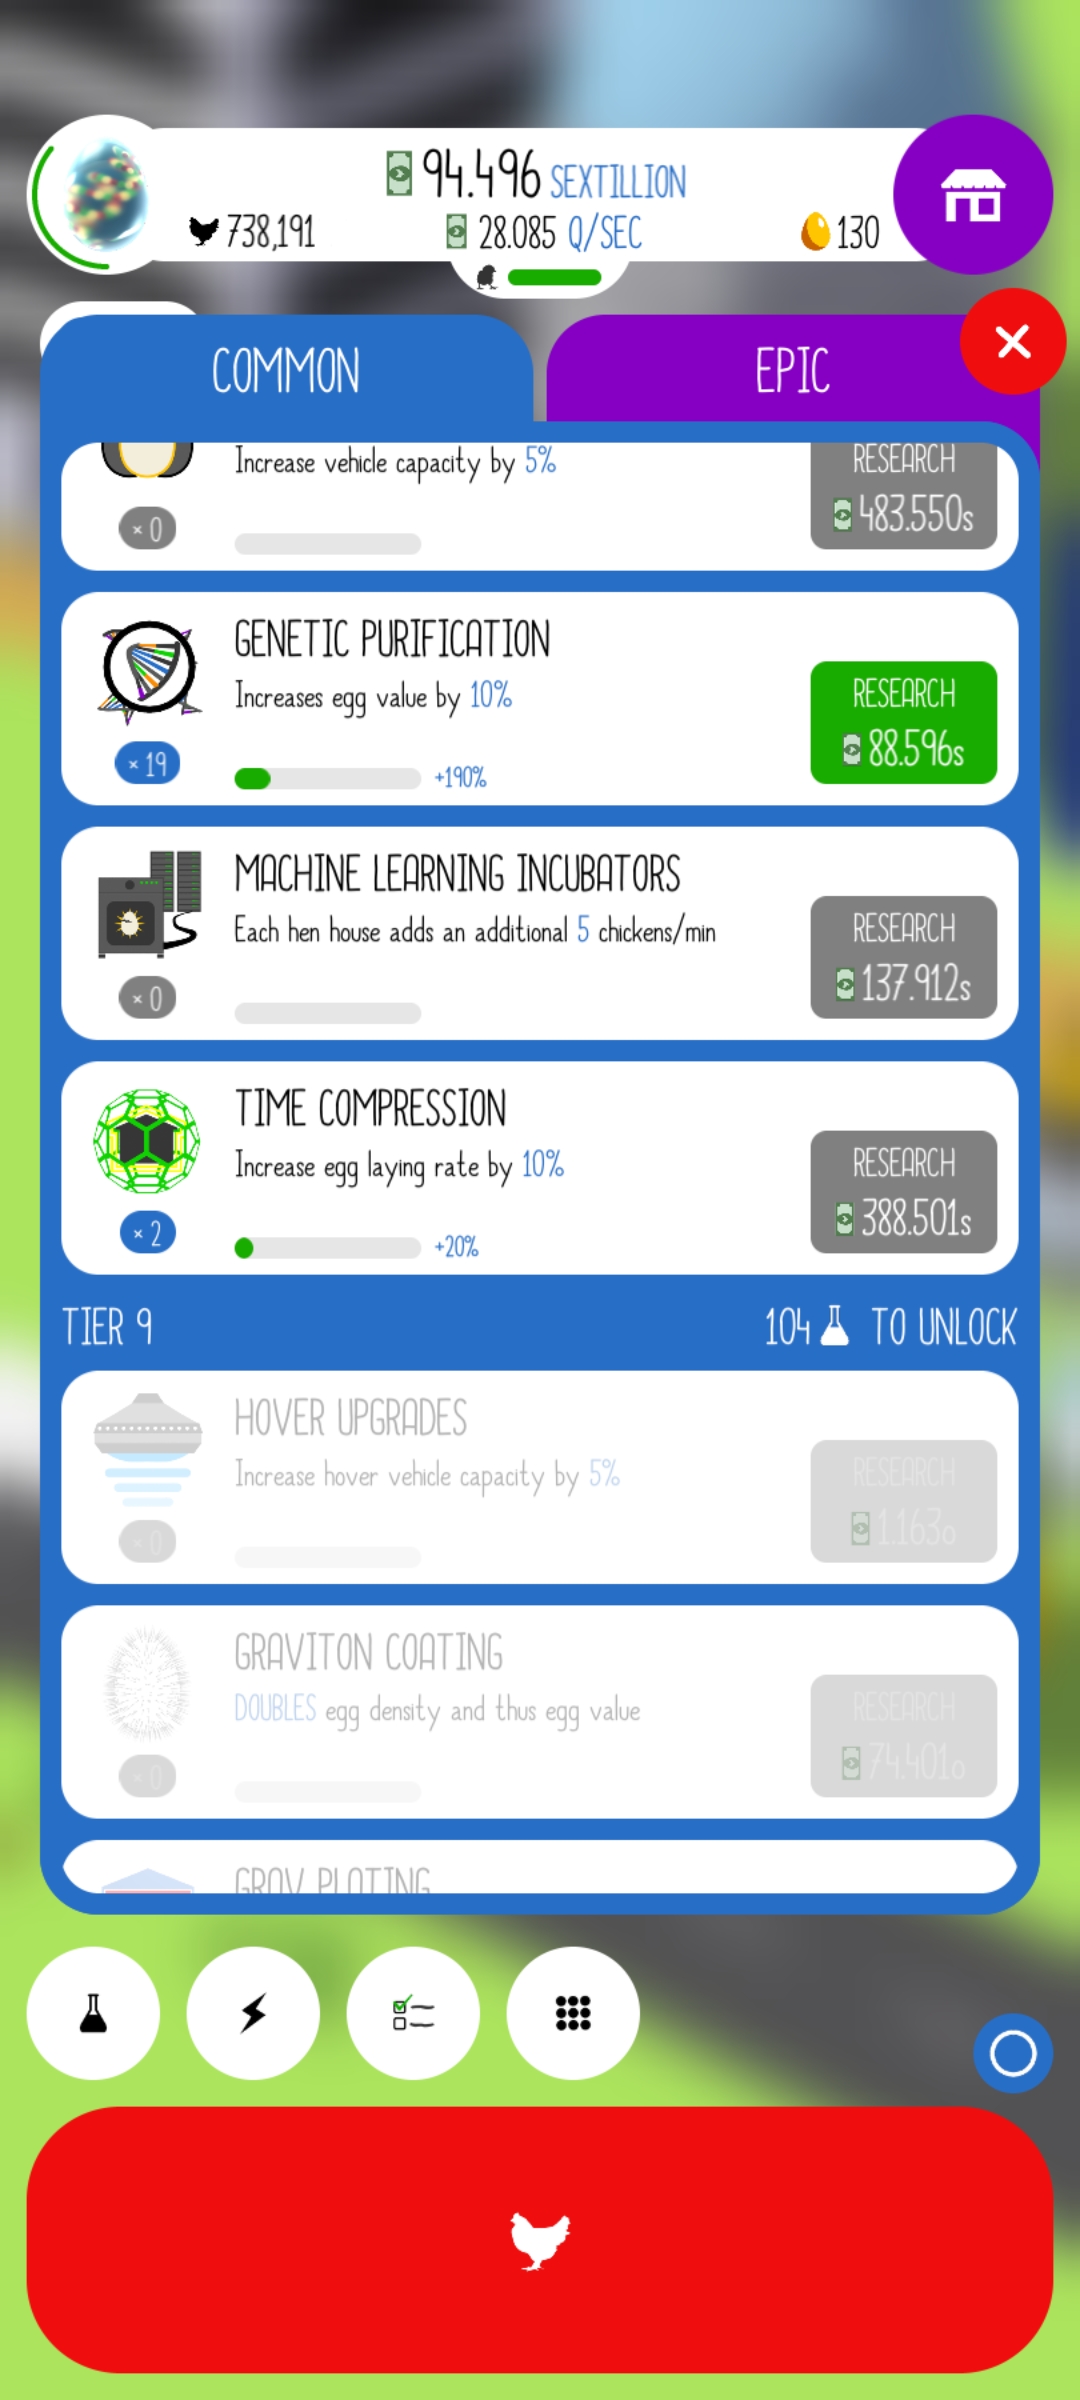 94.496 SEXTILLION
738,191
28.085 Q/SEC
130
COMMON
EPIC
Increase vehicle capacity by 5%
RESEARCH
483.550s
× 0
GENETIC PURIFICATION
Increases egg value by 10%
RESEARCH
88.596s
× 19
+190%
MACHINE LEARNING INCUBATORS
Each hen house adds an additional 5 chickens/min
RESEARCH
137.912s
× 0
TIME COMPRESSION
Increase egg laying rate by 10%
RESEARCH
388.501s
× 2
+20%
TIER 9
104 TO UNLOCK
HOVER UPGRADES
Increase hover vehicle capacity by 5%
RESEARCH
1.163o
× 0
GRAVITON COATING
DOUBLES egg density and thus egg value
RESEARCH
74.401o
× 0
GRAV PLATING